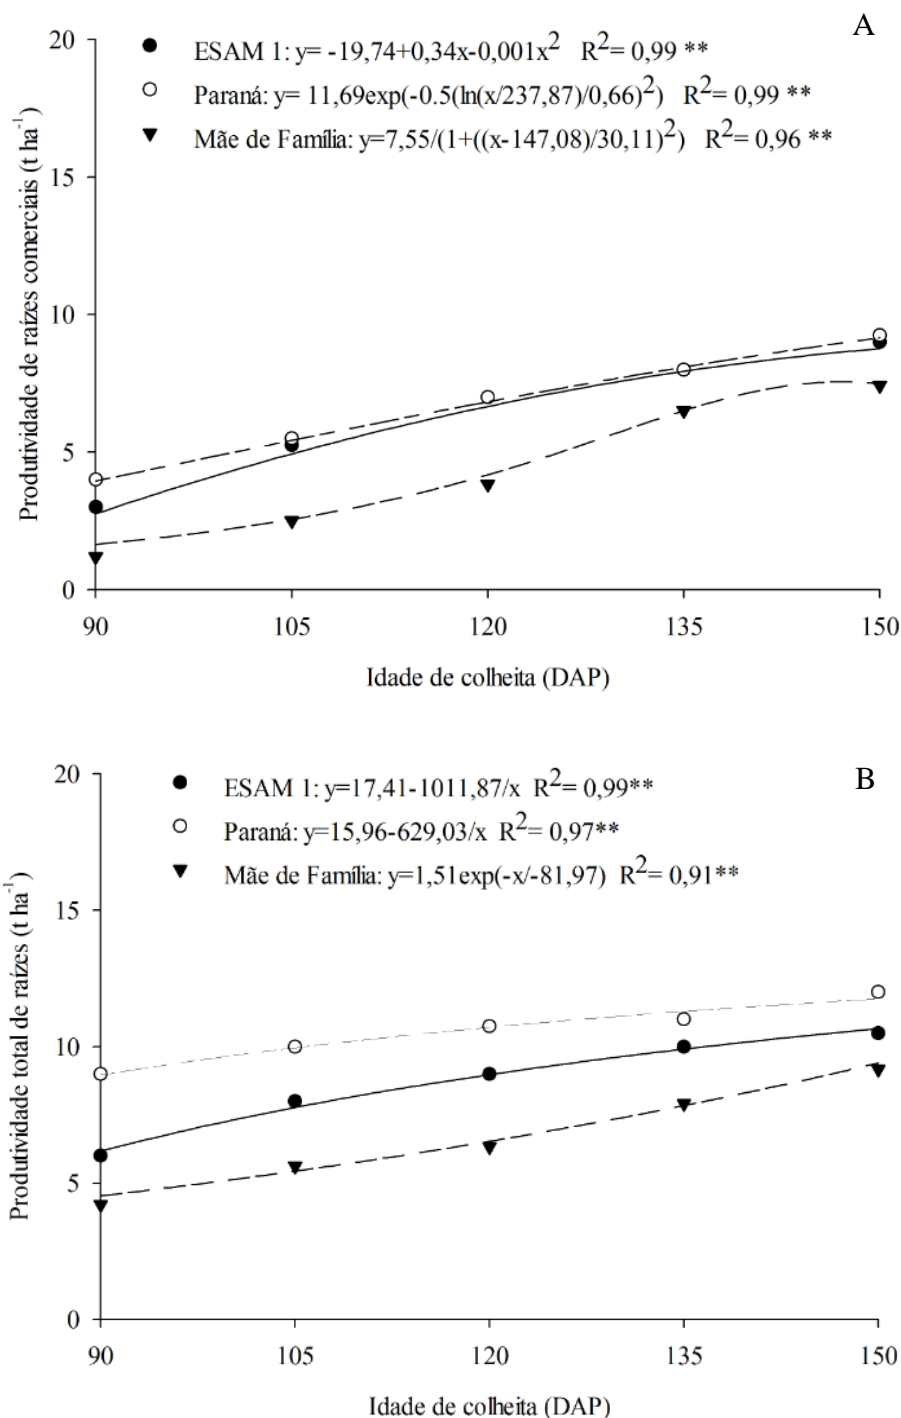 A
20
ESAM 1: y= -19,74+0,34x-0,001x² R²= 0,99 **
Paraná: y= 11,69exp(-0.5(ln(x/237,87)/0,66)²) R²= 0,99 **
Mãe de Família: y=7,55/(1+((x-147,08)/30,11)²) R²= 0,96 **
15
10
5
0
Produtividade de raízes comerciais (t ha⁻¹)
90 105 120 135 150
Idade de colheita (DAP)
B
20
ESAM 1: y=17,41-1011,87/x R²= 0,99**
Paraná: y=15,96-629,03/x R²= 0,97**
Mãe de Família: y=1,51exp(-x/-81,97) R²= 0,91**
15
10
5
0
Produtividade total de raízes (t ha⁻¹)
90 105 120 135 150
Idade de colheita (DAP)